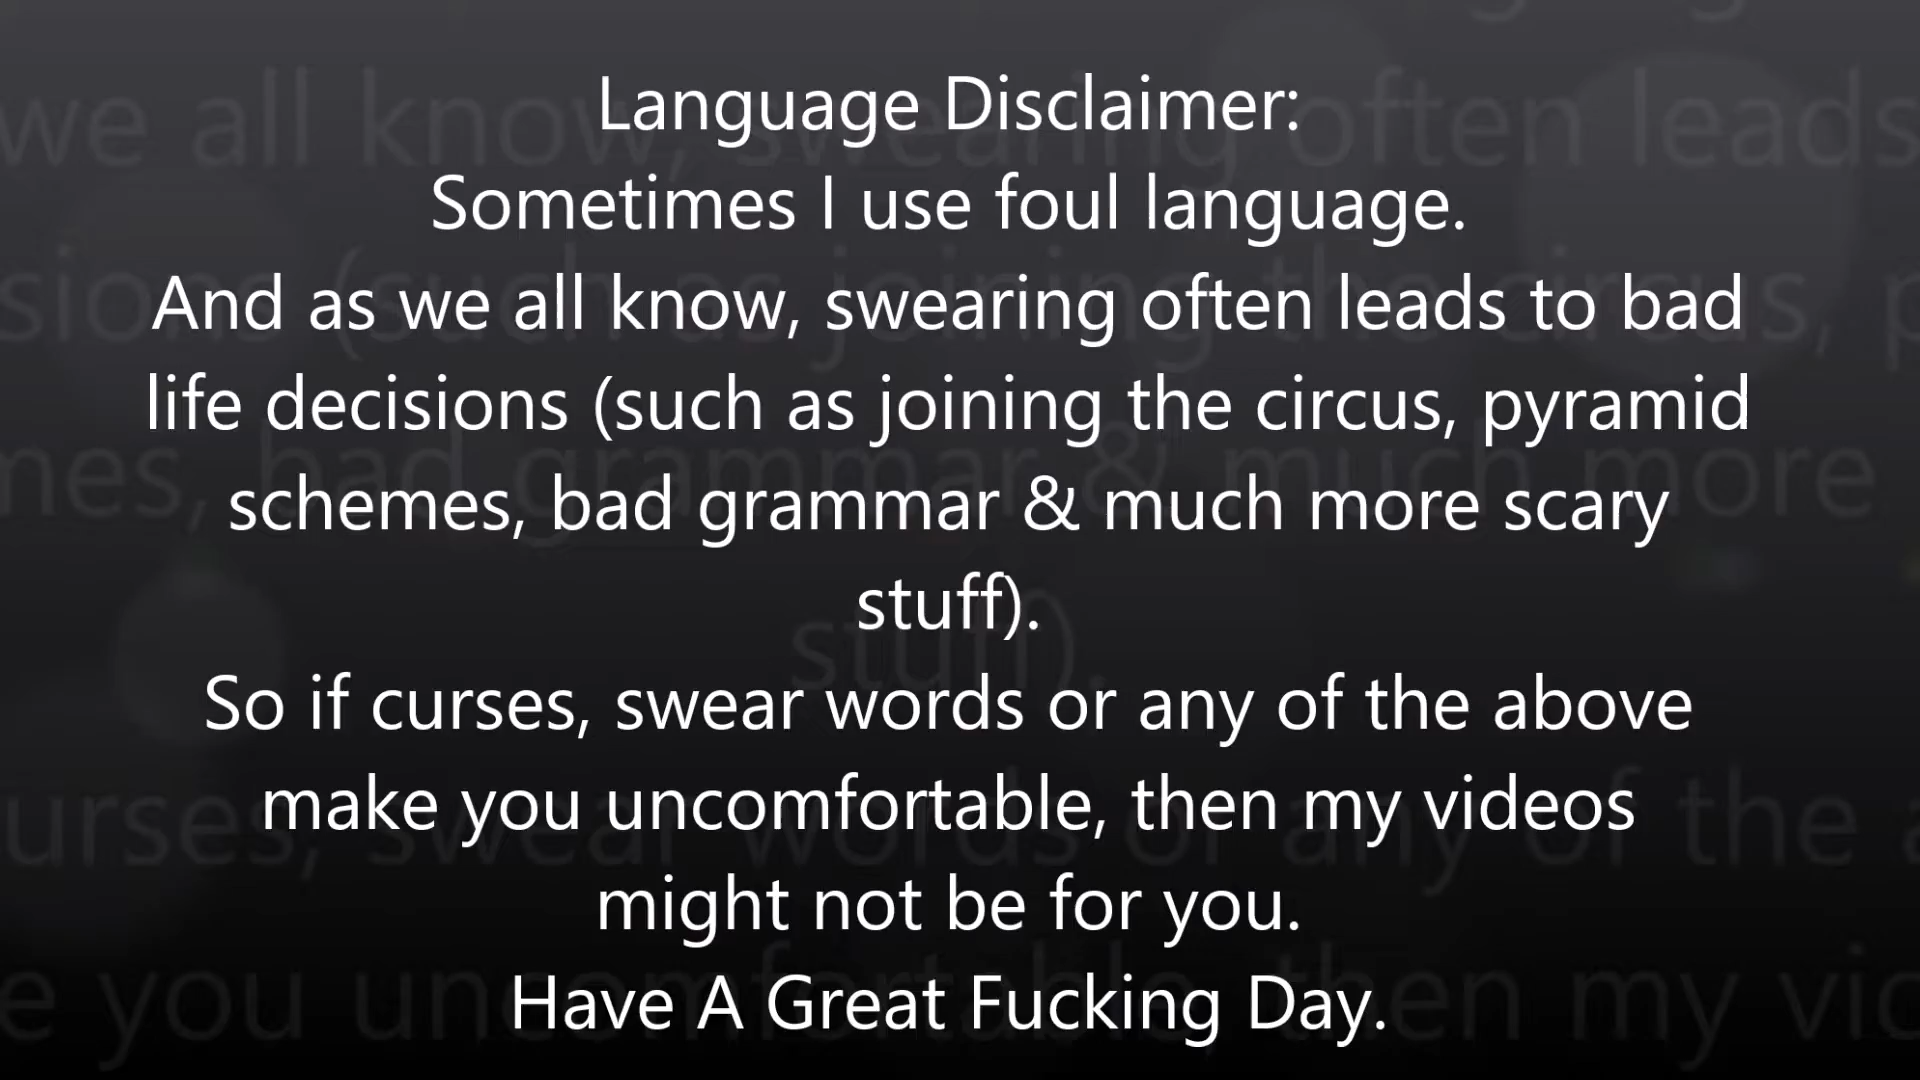 Language Disclaimer:
Sometimes I use foul language.
And as we all know, swearing often leads to bad
life decisions (such as joining the circus, pyramid
schemes, bad grammar & much more scary
stuff).
So if curses, swear words or any of the above
make you uncomfortable, then my videos
might not be for you.
Have A Great Fucking Day.